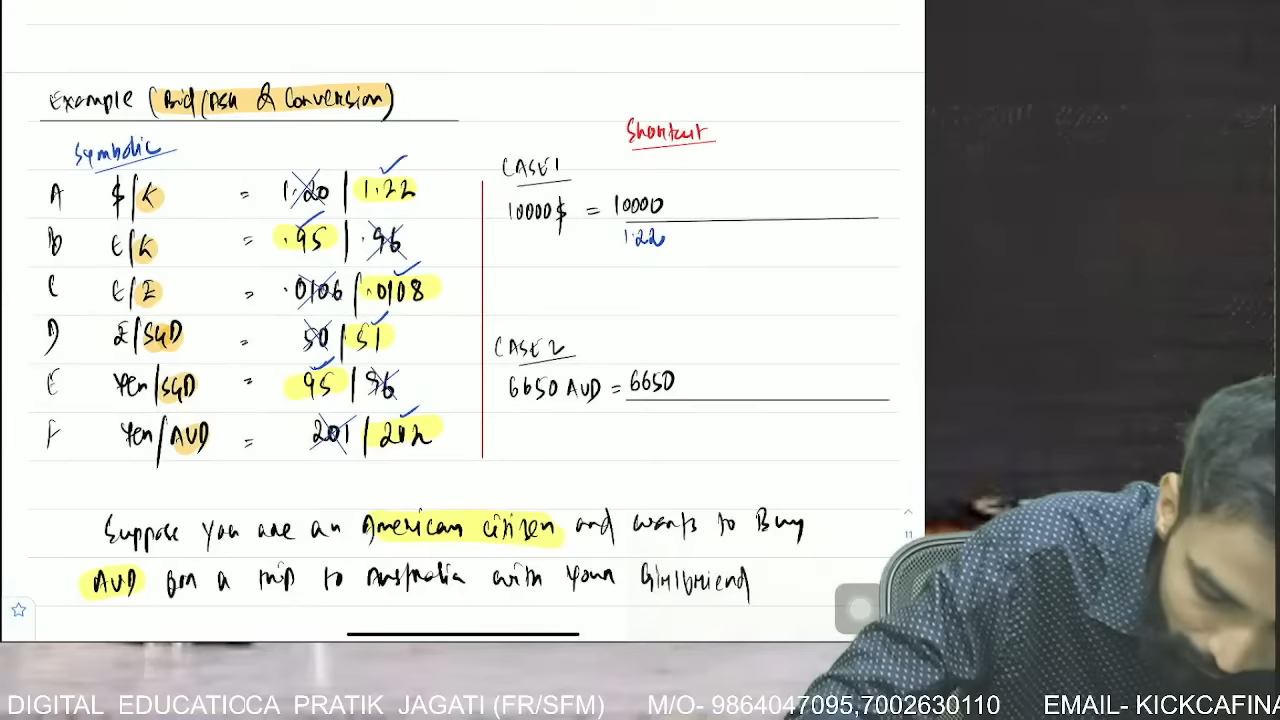 Example (Bid/Ask & Conversion)
Symbolic
A $/K = 1.20 | 1.22
B €/K = .95 | .96
C €/£ = .0106 | .0108
D £/SGD = 50 | 51
E Yen/SGD = 95 | 96
F Yen/AUD = 201 | 202
Shortcut
CASE 1
10000$ = 10000
1.22
CASE 2
6650 AUD = 6650
Suppose you are an American citizen and wants to Buy
AUD for a trip to Australia with your Girlfriend
11
DIGITAL EDUCATICCA PRATIK JAGATI (FR/SFM) M/O- 9864047095,7002630110 EMAIL- KICKCAFINA